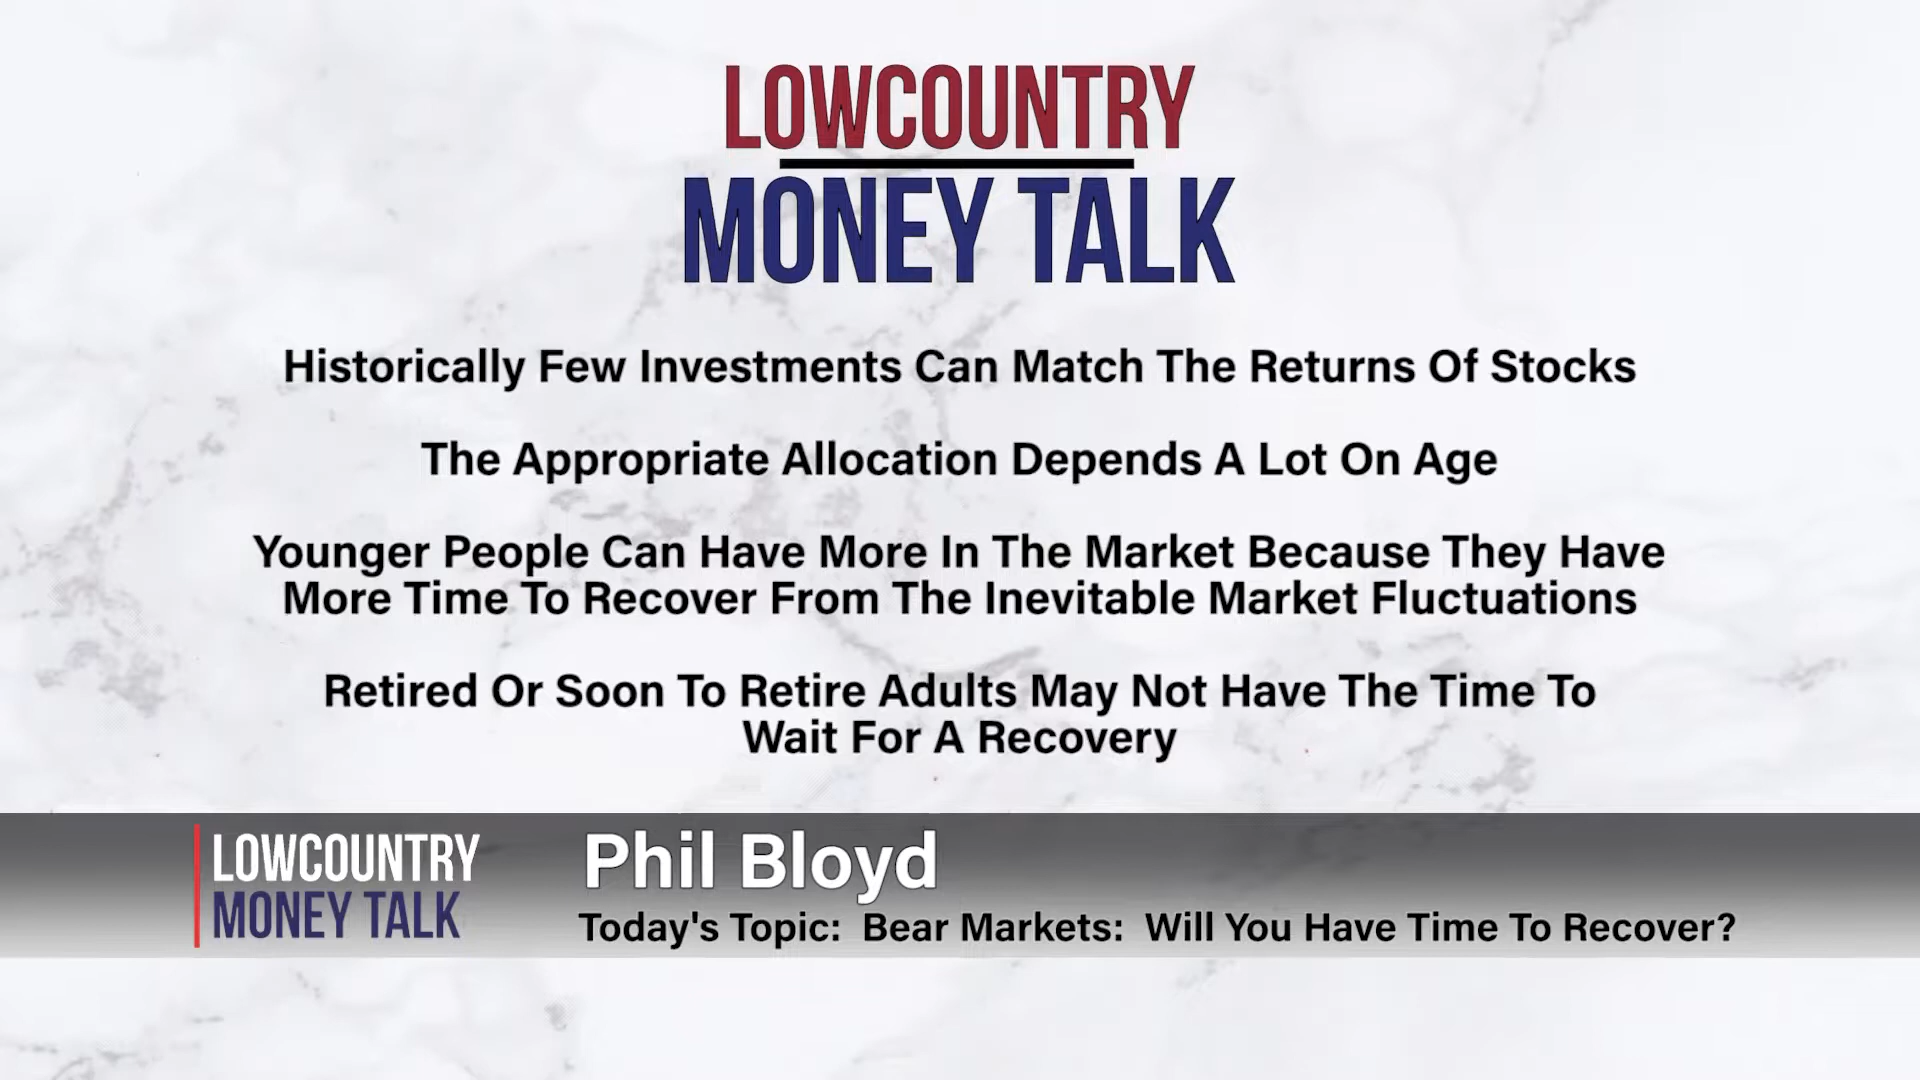 LOWCOUNTRY
MONEY TALK
Historically Few Investments Can Match The Returns Of Stocks
The Appropriate Allocation Depends A Lot On Age
Younger People Can Have More In The Market Because They Have
More Time To Recover From The Inevitable Market Fluctuations
Retired Or Soon To Retire Adults May Not Have The Time To
Wait For A Recovery
LOWCOUNTRY
MONEY TALK
Phil Bloyd
Today's Topic:  Bear Markets:  Will You Have Time To Recover?